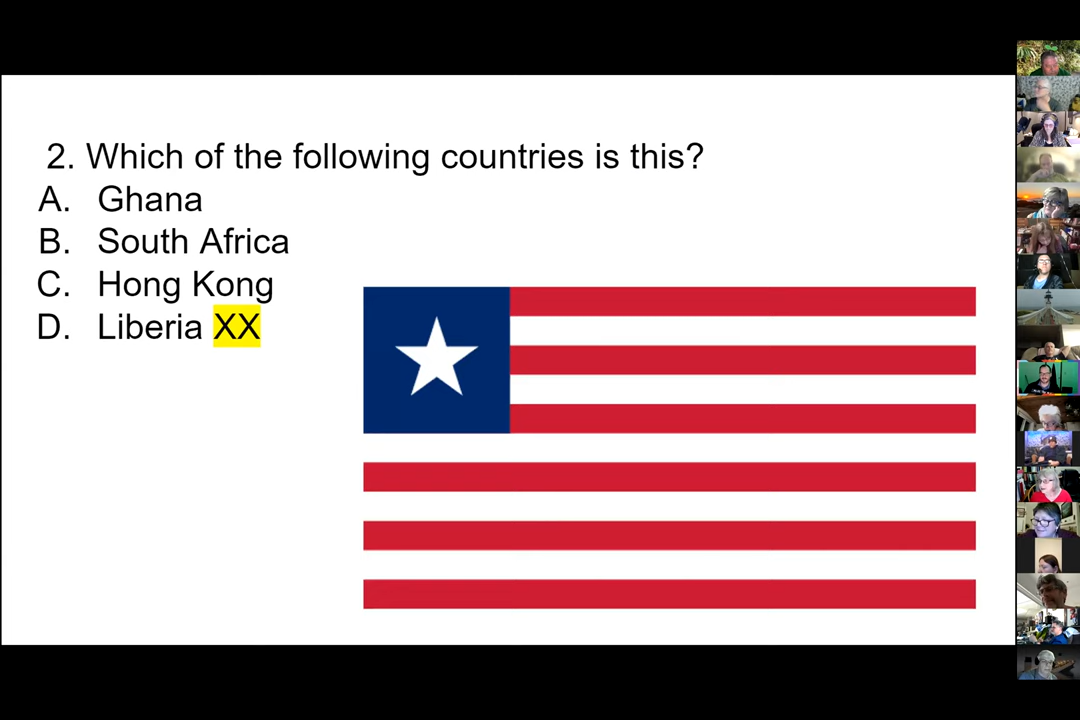 2. Which of the following countries is this?
A. Ghana
B. South Africa
C. Hong Kong
D. Liberia XX